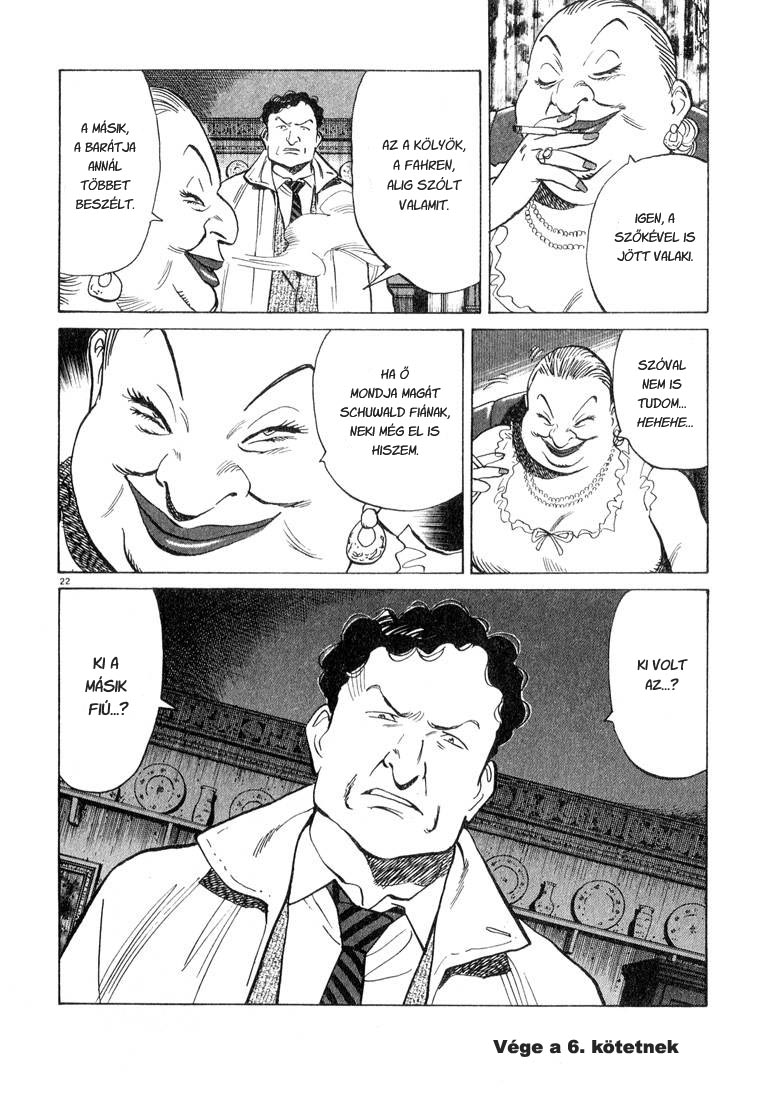 IGEN, A
SZŐKÉVEL IS
JÖTT VALAKI.
AZ A KÖLYÖK,
A FAHREN,
ALIG SZÓLT
VALAMIT.
A MÁSIK,
A BARÁTJA
ANNÁL
TÖBBET
BESZÉLT.
SZÓVAL
NEM IS
TUDOM...
HEHEHE...
HA Ő
MONDJA MAGÁT
SCHUWALD FIÁNAK,
NEKI MÉG EL IS
HISZEM.
22
KI VOLT
AZ...?
KI A
MÁSIK
FIÚ...?
Vége a 6. kötetnek